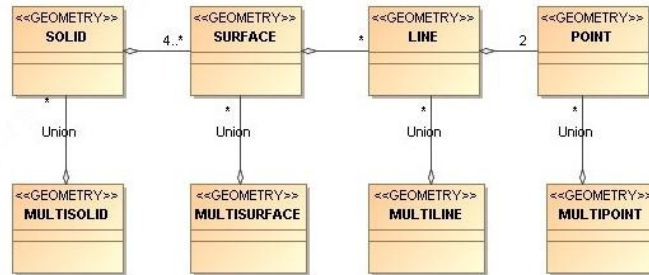 <<GEOMETRY>>
SOLID
4..*
<<GEOMETRY>>
SURFACE
*
<<GEOMETRY>>
LINE
2
<<GEOMETRY>>
POINT
*
Union
*
Union
*
Union
*
Union
<<GEOMETRY>>
MULTISOLID
<<GEOMETRY>>
MULTISURFACE
<<GEOMETRY>>
MULTILINE
<<GEOMETRY>>
MULTIPOINT